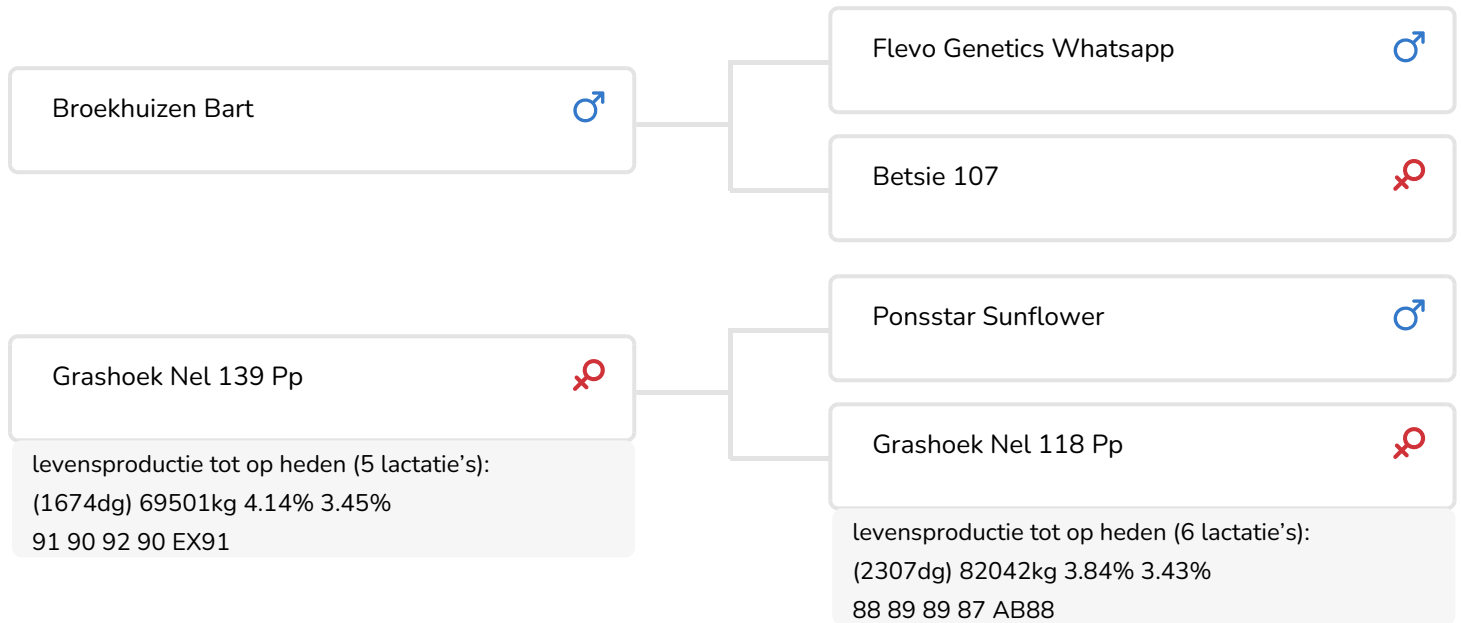 Flevo Genetics Whatsapp
Broekhuizen Bart
Betsie 107
Ponsstar Sunflower
Grashoek Nel 139 Pp
levensproductie tot op heden (5 lactatie’s):
(1674dg) 69501kg 4.14% 3.45%
91 90 92 90 EX91
Grashoek Nel 118 Pp
levensproductie tot op heden (6 lactatie’s):
(2307dg) 82042kg 3.84% 3.43%
88 89 89 87 AB88